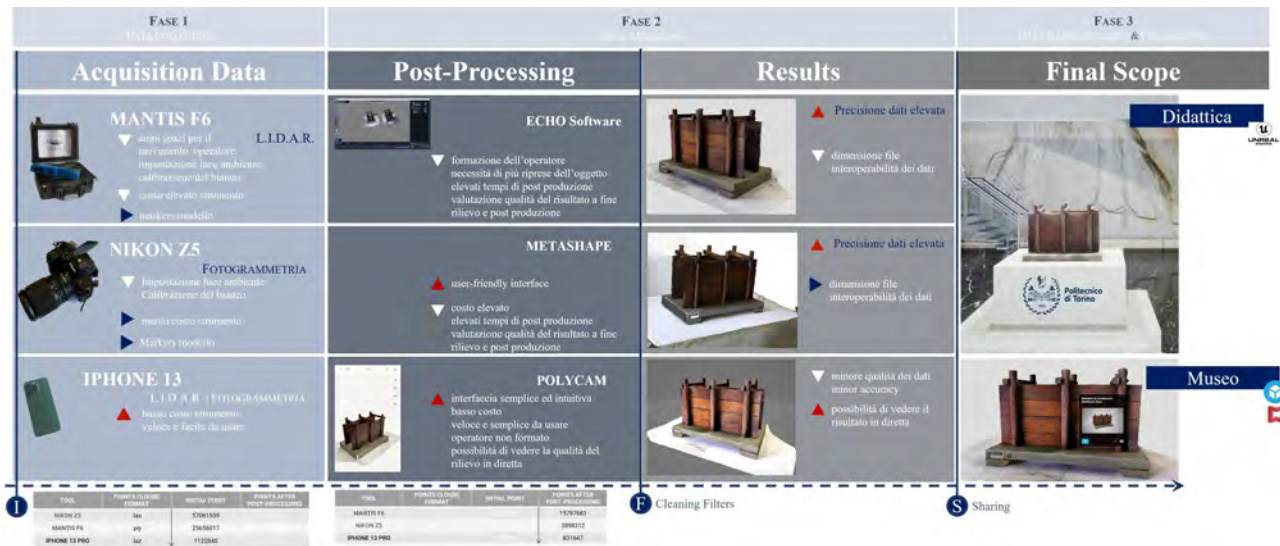 FASE 1
FASE 2
FASE 3
&
Acquisition Data
Post-Processing
Results
Final Scope
MANTIS F6
L.I.D.A.R.
ampi spazi per il
movimento operatore
impostazione luce ambiente
calibrazione del bianco
costo elevato strumento
markers modello
ECHO Software
formazione dell'operatore
necessità di più riprese dell'oggetto
elevati tempi di post produzione
valutazione qualità del risultato a fine
rilievo e post produzione
Precisione dati elevata
dimensione file
interoperabilità dei dati
Didattica
UNREAL
NIKON Z5
FOTOGRAMMETRIA
Impostazione luce ambiente
Calibrazione del bianco
medio costo strumento
Markers modello
METASHAPE
user-friendly interface
costo elevato
elevati tempi di post produzione
valutazione qualità del risultato a fine
rilievo e post produzione
Precisione dati elevata
dimensione file
interoperabilità dei dati
Politecnico
di Torino
IPHONE 13
L.I.D.A.R. | FOTOGRAMMETRIA
basso costo strumento
veloce e facile da usare
POLYCAM
interfaccia semplice ed intuitiva
basso costo
veloce e semplice da usare
operatore non formato
possibilità di vedere la qualità del
rilievo in diretta
minore qualità dei dati
minor accuracy
possibilità di vedere il
risultato in diretta
Museo
I
F
Cleaning Filters
S
Sharing
TOOL POINTS CLOUDE FORMAT INITIAL POINT POINTS AFTER POST-PROCESSING
NIKON Z5 .las 57081559
MANTIS F6 .ply 25656017
IPHONE 13 PRO .laz 1122840
TOOL POINTS CLOUDE FORMAT INITIAL POINT POINTS AFTER POST-PROCESSING
MANTIS F6 15797683
NIKON Z5 3898312
IPHONE 13 PRO 831647